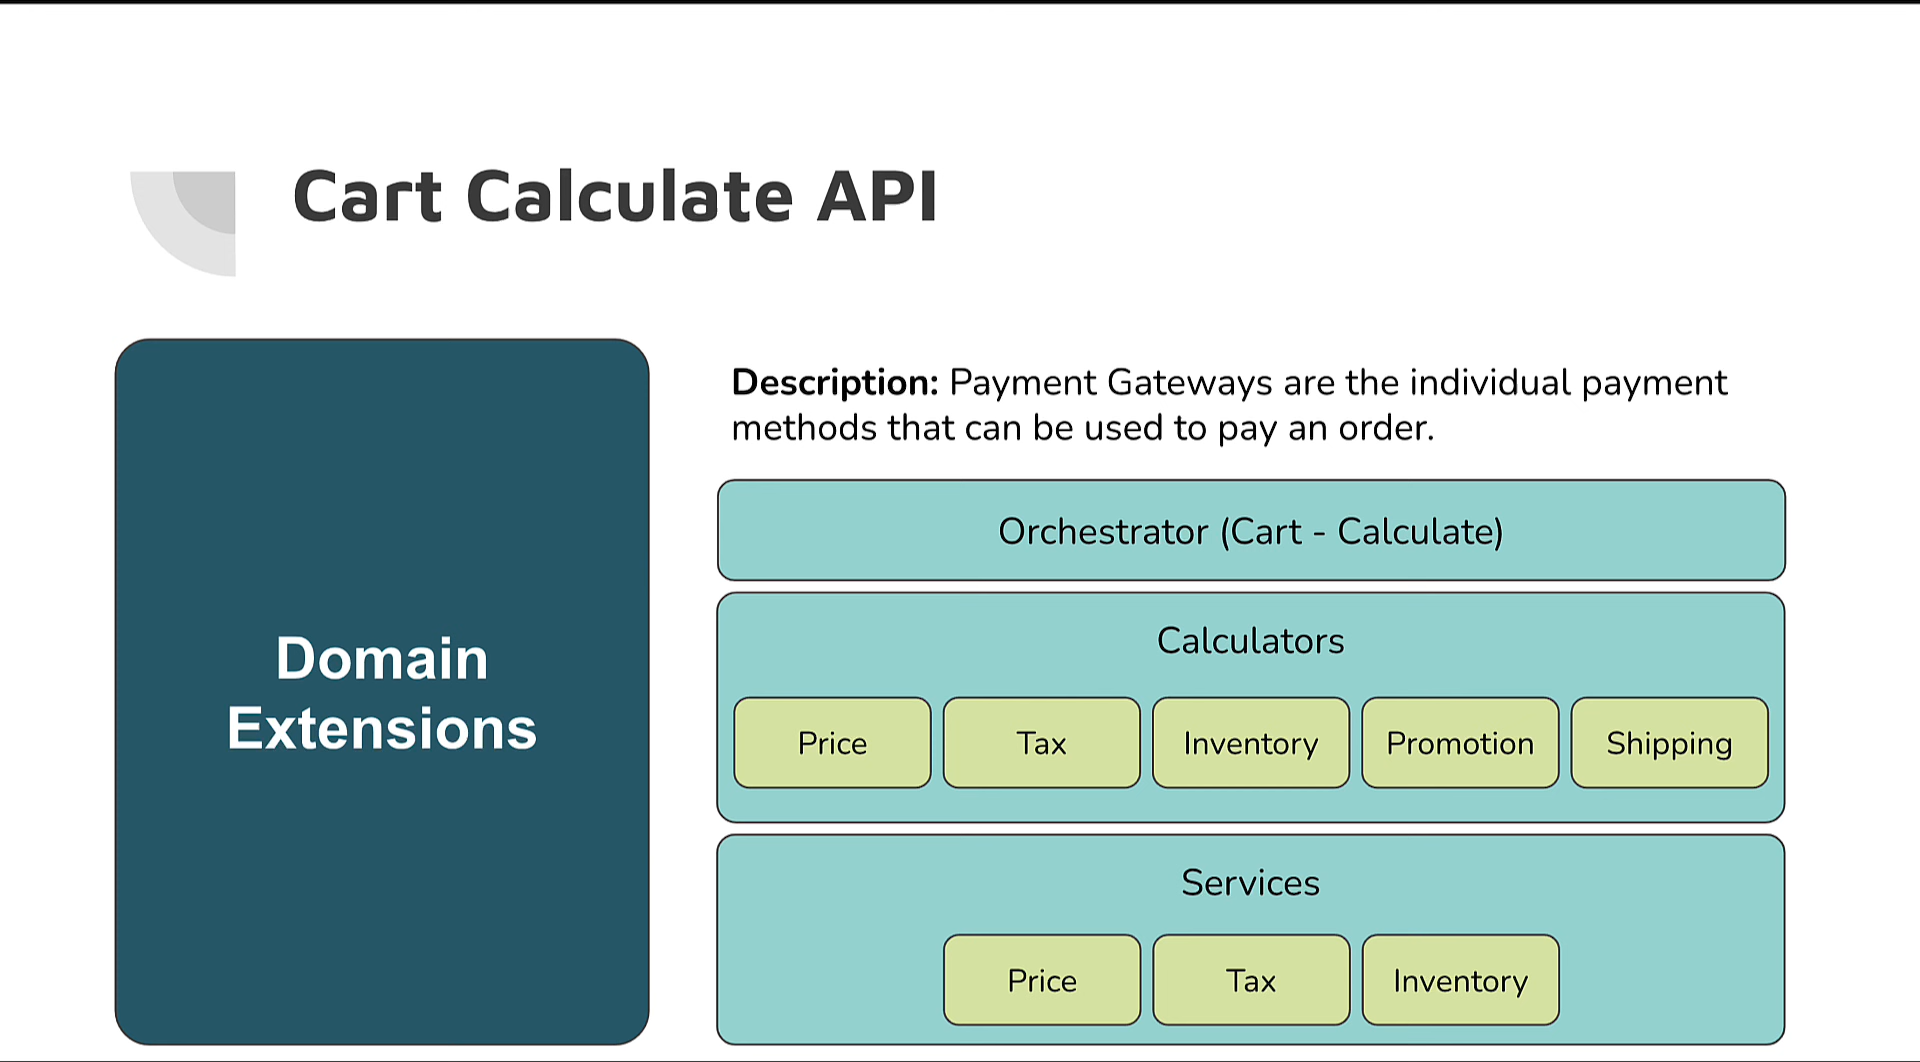 Cart Calculate API
Domain
Extensions
Description: Payment Gateways are the individual payment
methods that can be used to pay an order.
Orchestrator (Cart - Calculate)
Calculators
Price
Tax
Inventory
Promotion
Shipping
Services
Price
Tax
Inventory